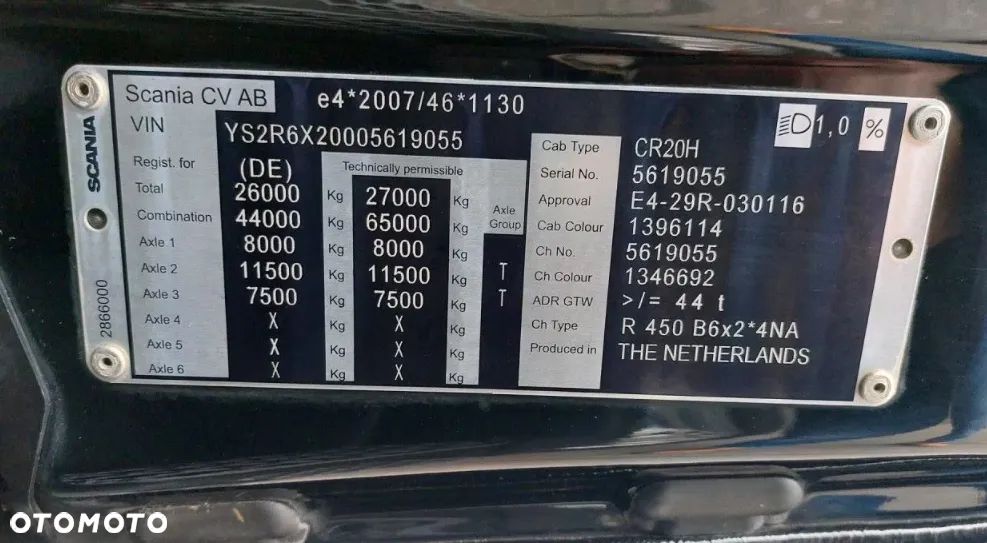 Scania CV AB e4*2007/46*1130
VIN YS2R6X20005619055
Regist. for (DE) Technically permissible
Total 26000 Kg 27000 Kg
Combination 44000 Kg 65000 Kg Axle Group
Axle 1 8000 Kg 8000 Kg
Axle 2 11500 Kg 11500 Kg T
Axle 3 7500 Kg 7500 Kg T
Axle 4 X Kg X Kg
Axle 5 X Kg X Kg
Axle 6 X Kg X Kg
1,0 %
Cab Type CR20H
Serial No. 5619055
Approval E4-29R-030116
Cab Colour 1396114
Ch No. 5619055
Ch Colour 1346692
ADR GTW >/= 44 t
Ch Type R 450 B6x2*4NA
Produced in THE NETHERLANDS
SCANIA
2866000
OTOMOTO